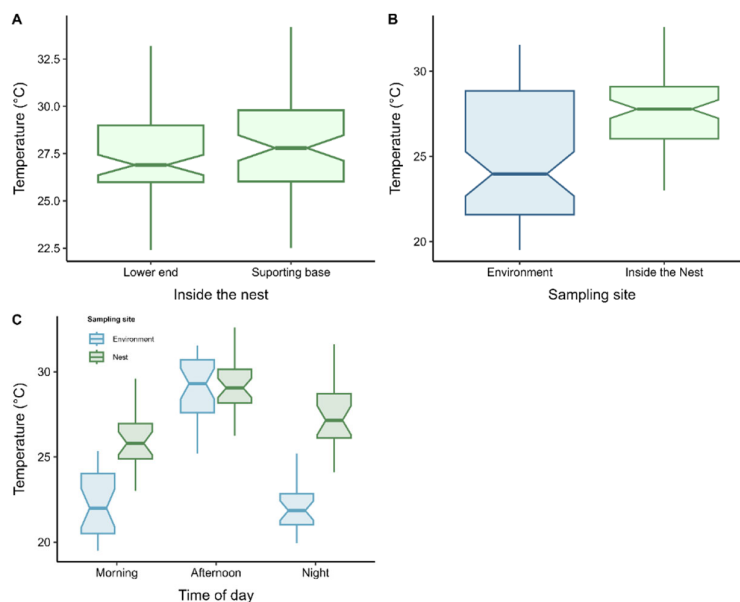 A
Temperature (°C)
32.5
30.0
27.5
25.0
22.5
Lower end
Suporting base
Inside the nest
B
Temperature (°C)
30
25
20
Environment
Inside the Nest
Sampling site
C
Sampling site
Environment
Nest
Temperature (°C)
30
25
20
Morning
Afternoon
Night
Time of day